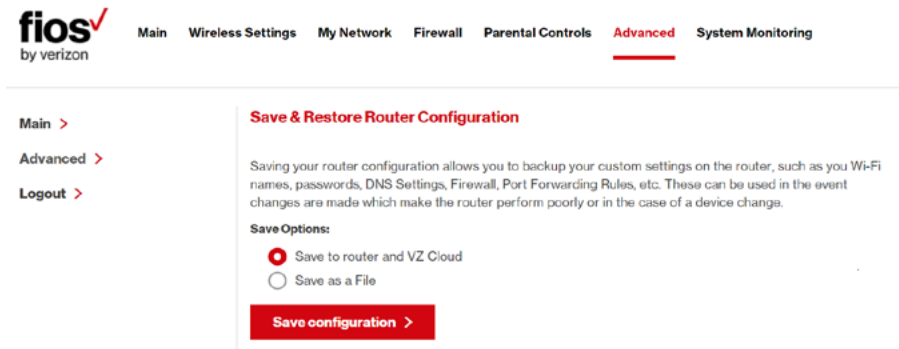 fios
by verizon
Main Wireless Settings My Network Firewall Parental Controls Advanced System Monitoring
Main >
Advanced >
Logout >
Save & Restore Router Configuration
Saving your router configuration allows you to backup your custom settings on the router, such as you Wi-Fi
names, passwords, DNS Settings, Firewall, Port Forwarding Rules, etc. These can be used in the event
changes are made which make the router perform poorly or in the case of a device change.
Save Options:
Save to router and VZ Cloud
Save as a File
Save configuration >